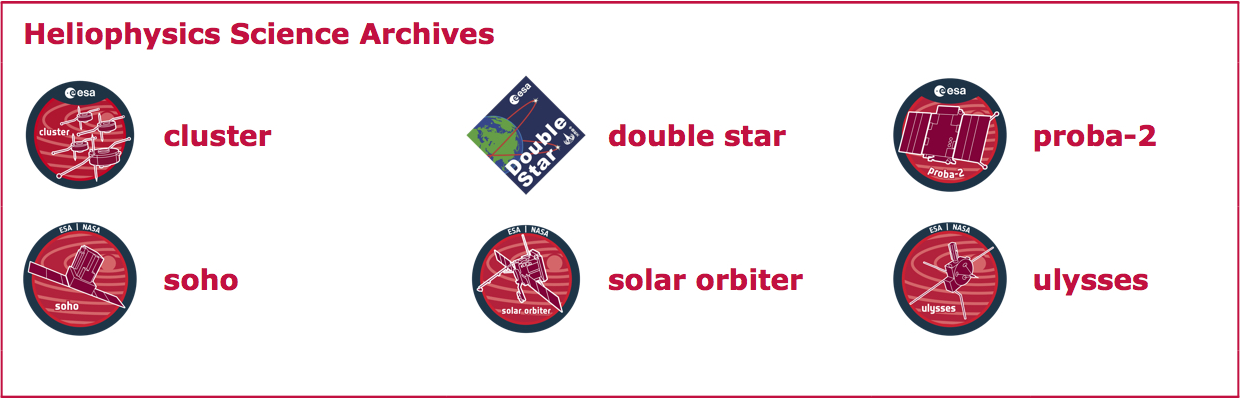 Heliophysics Science Archives
esa
cluster
cluster
esa
Double
Star
double star
esa
proba-2
proba-2
ESA | NASA
soho
soho
ESA | NASA
solar orbiter
solar orbiter
ESA | NASA
ulysses
ulysses